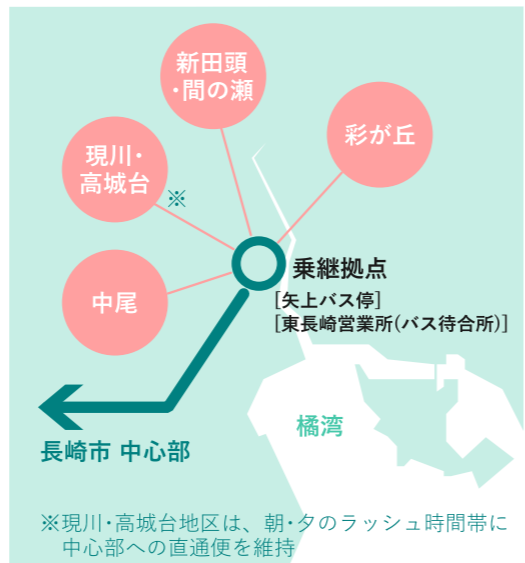 新田頭
・間の瀬
彩が丘
現川・
高城台
※
中尾
乗継拠点
[矢上バス停]
[東長崎営業所(バス待合所)]
橘湾
長崎市 中心部
※現川・高城台地区は、朝・夕のラッシュ時間帯に
中心部への直通便を維持